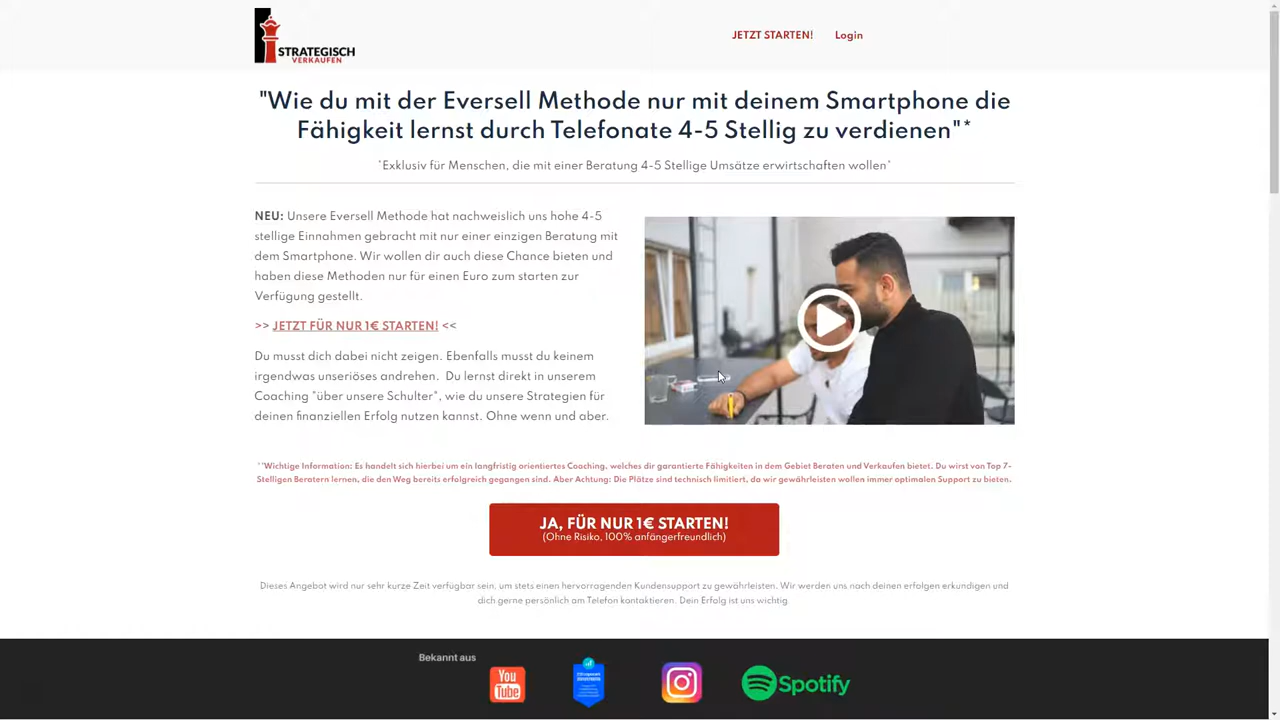 STRATEGISCH
VERKAUFEN
JETZT STARTEN!
Login
"Wie du mit der Eversell Methode nur mit deinem Smartphone die
Fähigkeit lernst durch Telefonate 4-5 Stellig zu verdienen"*
*Exklusiv für Menschen, die mit einer Beratung 4-5 Stellige Umsätze erwirtschaften wollen*
NEU: Unsere Eversell Methode hat nachweislich uns hohe 4-5
stellige Einnahmen gebracht mit nur einer einzigen Beratung mit
dem Smartphone. Wir wollen dir auch diese Chance bieten und
haben diese Methoden nur für einen Euro zum starten zur
Verfügung gestellt.
>> JETZT FÜR NUR 1€ STARTEN! <<
Du musst dich dabei nicht zeigen. Ebenfalls musst du keinem
irgendwas unseriöses andrehen. Du lernst direkt in unserem
Coaching "über unsere Schulter", wie du unsere Strategien für
deinen finanziellen Erfolg nutzen kannst. Ohne wenn und aber.
**Wichtige Information: Es handelt sich hierbei um ein langfristig orientiertes Coaching, welches dir garantierte Fähigkeiten in dem Gebiet Beraten und Verkaufen bietet. Du wirst von Top 7-
Stelligen Beratern lernen, die den Weg bereits erfolgreich gegangen sind. Aber Achtung: Die Plätze sind technisch limitiert, da wir gewährleisten wollen immer optimalen Support zu bieten.
JA, FÜR NUR 1€ STARTEN!
(Ohne Risiko, 100% anfängerfreundlich)
Dieses Angebot wird nur sehr kurze Zeit verfügbar sein, um stets einen hervorragenden Kundensupport zu gewährleisten. Wir werden uns nach deinen erfolgen erkundigen und
dich gerne persönlich am Telefon kontaktieren. Dein Erfolg ist uns wichtig
Bekannt aus
You
Tube
Spotify